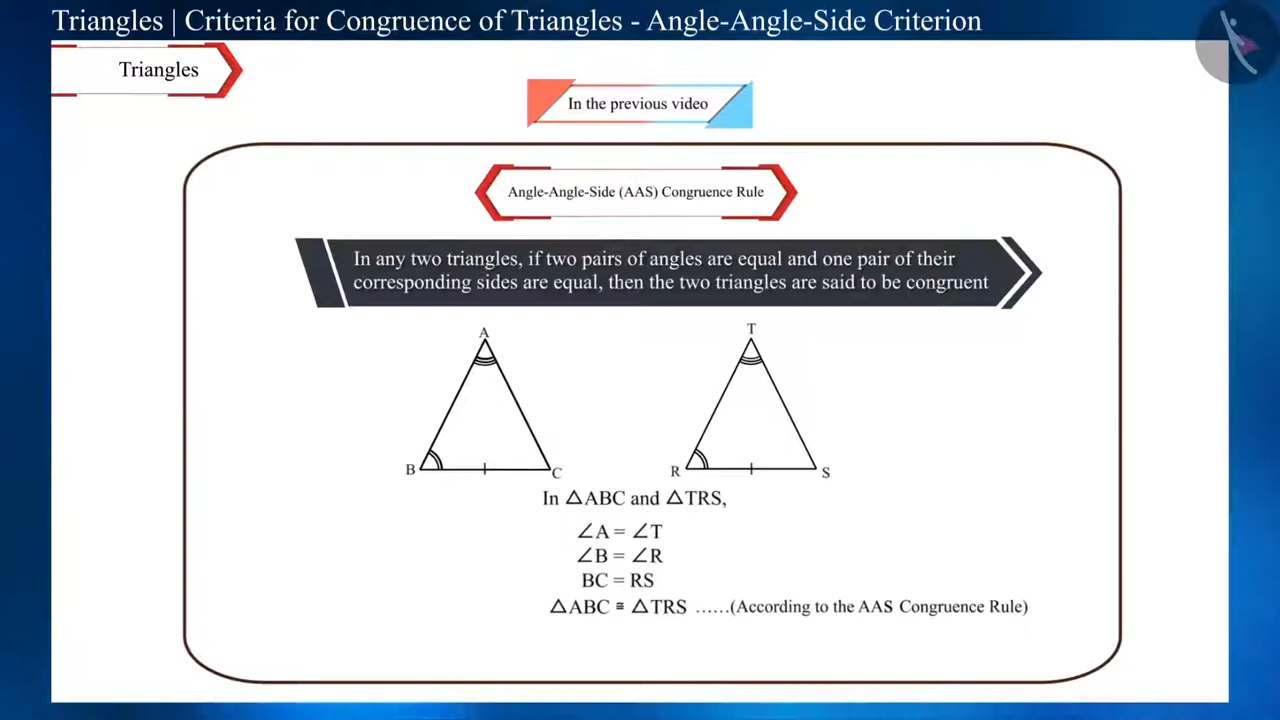 Triangles | Criteria for Congruence of Triangles - Angle-Angle-Side Criterion
Triangles
In the previous video
Angle-Angle-Side (AAS) Congruence Rule
In any two triangles, if two pairs of angles are equal and one pair of their
corresponding sides are equal, then the two triangles are said to be congruent
A
T
B
C
R
S
In △ABC and △TRS,
∠A = ∠T
∠B = ∠R
BC = RS
△ABC ≅ △TRS ......(According to the AAS Congruence Rule)